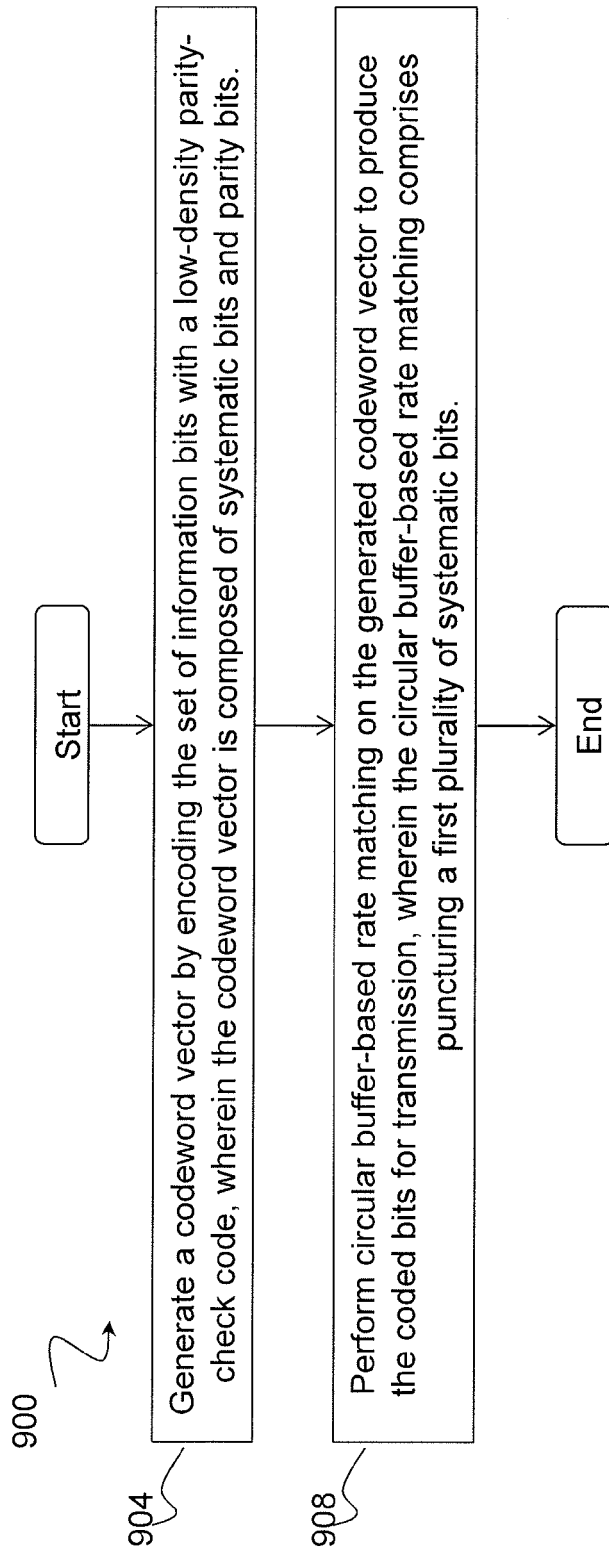 900
Start
904
Generate a codeword vector by encoding the set of information bits with a low-density parity-
check code, wherein the codeword vector is composed of systematic bits and parity bits.
908
Perform circular buffer-based rate matching on the generated codeword vector to produce
the coded bits for transmission, wherein the circular buffer-based rate matching comprises
puncturing a first plurality of systematic bits.
End